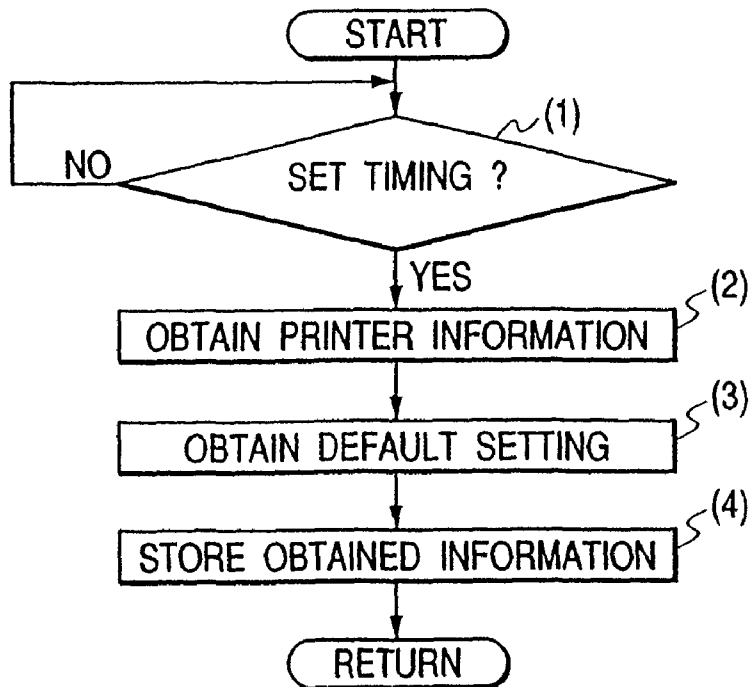 START
(1)
SET TIMING ?
NO
YES
(2)
OBTAIN PRINTER INFORMATION
(3)
OBTAIN DEFAULT SETTING
(4)
STORE OBTAINED INFORMATION
RETURN